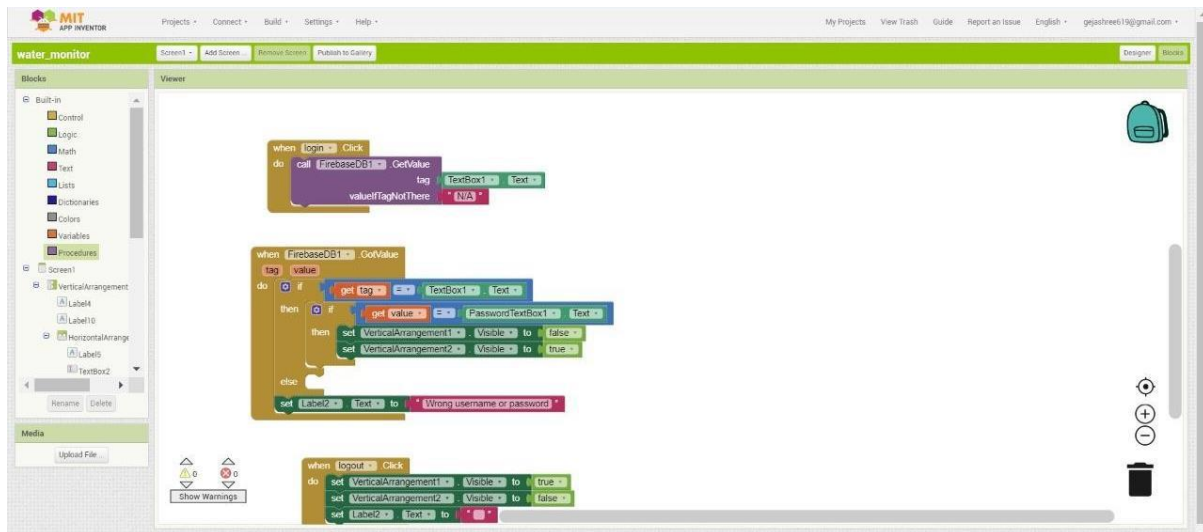 MIT
APP INVENTOR
Projects Connect Build Settings Help
My Projects View Trash Guide Report an Issue English gejashree619@gmail.com
water_monitor
Screen1 Add Screen ... Remove Screen Publish to Gallery
Designer Blocks
Blocks
Viewer
Built-in
Control
Logic
Math
Text
Lists
Dictionaries
Colors
Variables
Procedures
Screen1
VerticalArrangement
Label4
Label10
HorizontalArrange
Label5
TextBox2
Rename Delete
Media
Upload File ...
when login .Click
do call FirebaseDB1 .GetValue
tag TextBox1 . Text
valueIfTagNotThere " N/A "
when FirebaseDB1 .GotValue
tag value
do if get tag = TextBox1 . Text
then if get value = PasswordTextBox1 . Text
then set VerticalArrangement1 . Visible to false
set VerticalArrangement2 . Visible to true
else
set Label2 . Text to " Wrong username or password "
when logout .Click
do set VerticalArrangement1 . Visible to true
set VerticalArrangement2 . Visible to false
set Label2 . Text to " "
0 0
Show Warnings